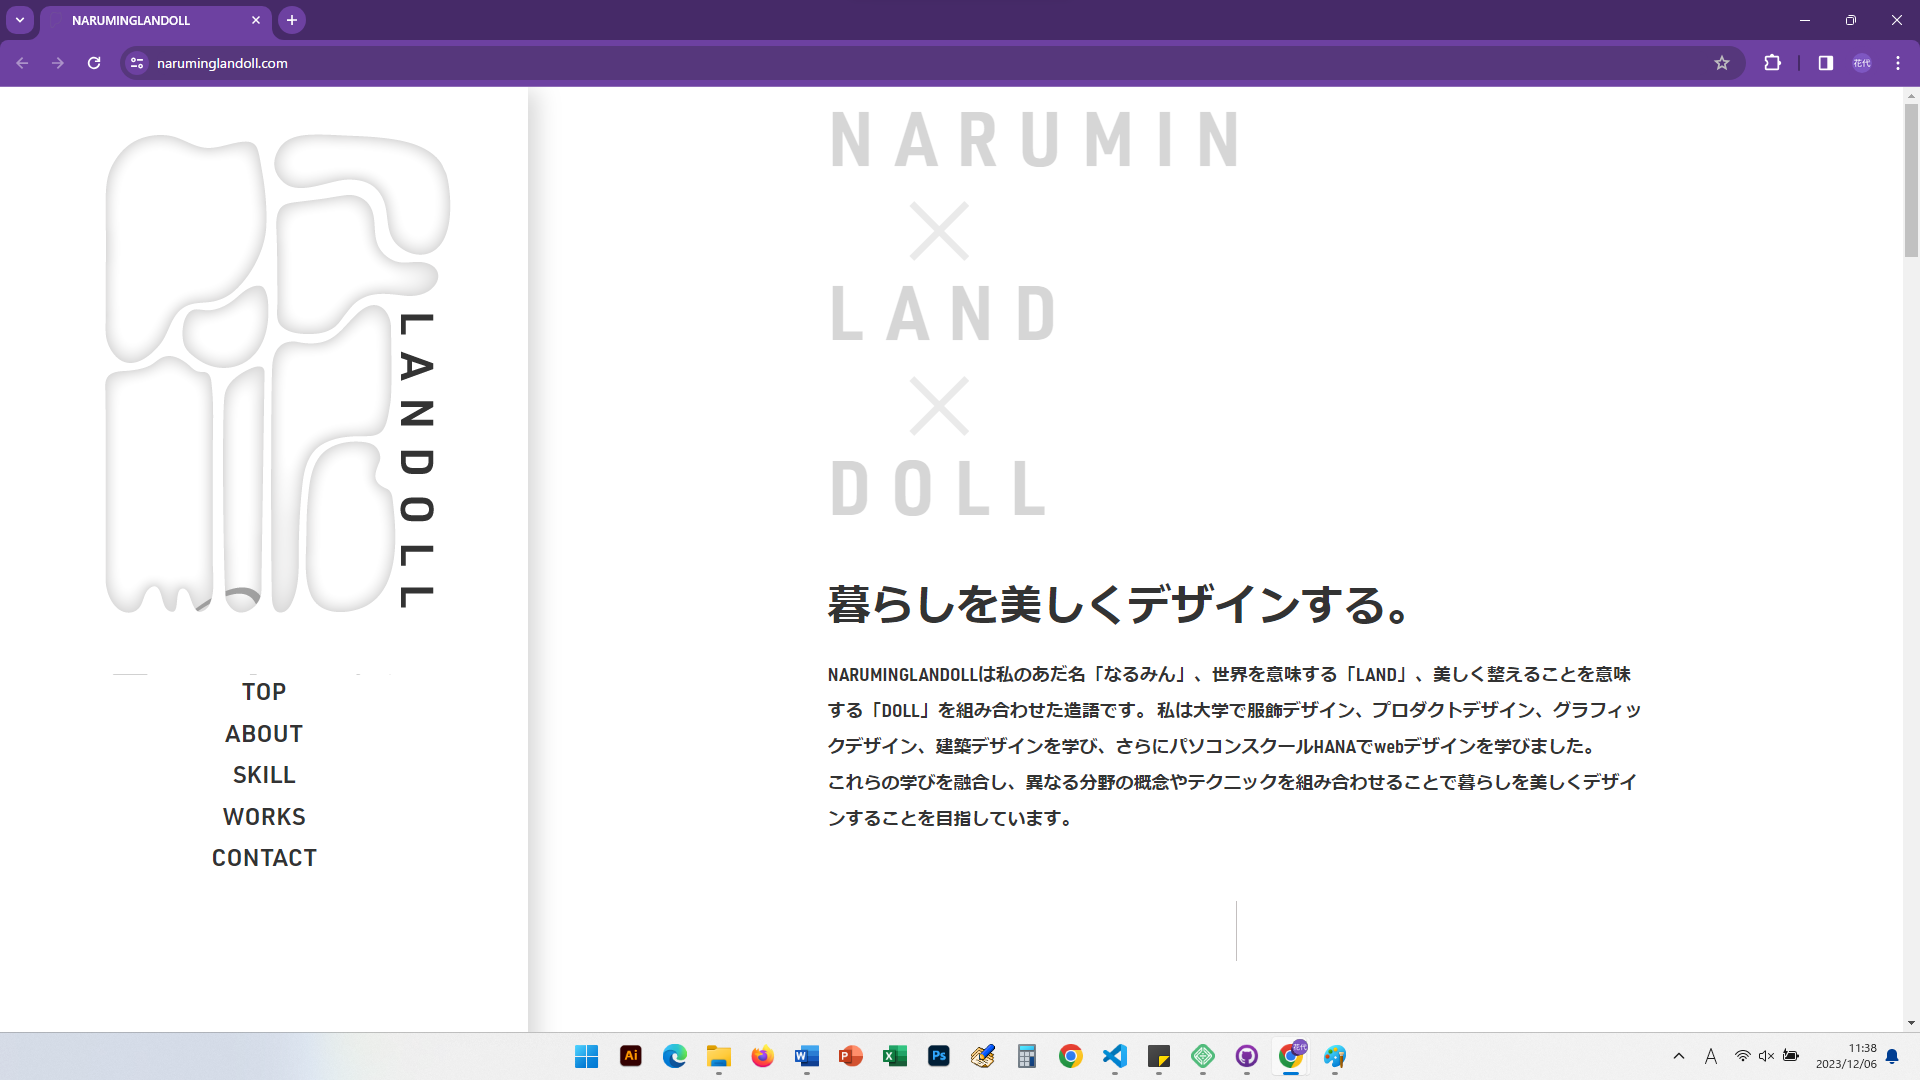 NARUMINGLANDOLL
naruminglandoll.com
花代
LANDOLL
TOP
ABOUT
SKILL
WORKS
CONTACT
NARUMIN
×
LAND
×
DOLL
暮らしを美しくデザインする。
NARUMINGLANDOLLは私のあだ名「なるみん」、世界を意味する「LAND」、美しく整えることを意味
する「DOLL」を組み合わせた造語です。 私は大学で服飾デザイン、プロダクトデザイン、グラフィッ
クデザイン、建築デザインを学び、さらにパソコンスクールHANAでwebデザインを学びました。
これらの学びを融合し、異なる分野の概念やテクニックを組み合わせることで暮らしを美しくデザイ
ンすることを目指しています。
Ai
W
P
X
Ps
花代
A
11:38
2023/12/06